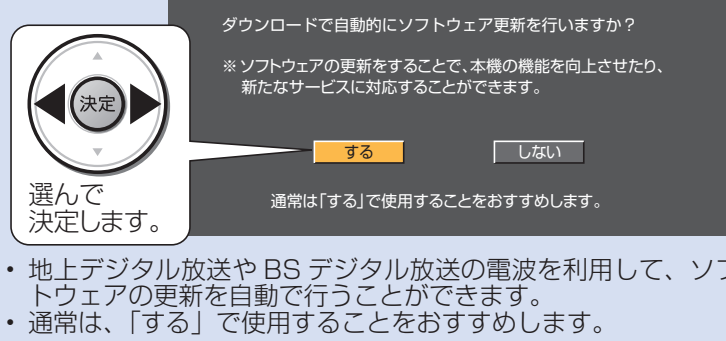 ダウンロードで自動的にソフトウェア更新を行いますか？
※ソフトウェアの更新をすることで、本機の機能を向上させたり、
新たなサービスに対応することができます。
決定
する
しない
選んで
決定します。
通常は「する」で使用することをおすすめします。
・地上デジタル放送や BS デジタル放送の電波を利用して、ソフ
トウェアの更新を自動で行うことができます。
・通常は、「する」で使用することをおすすめします。